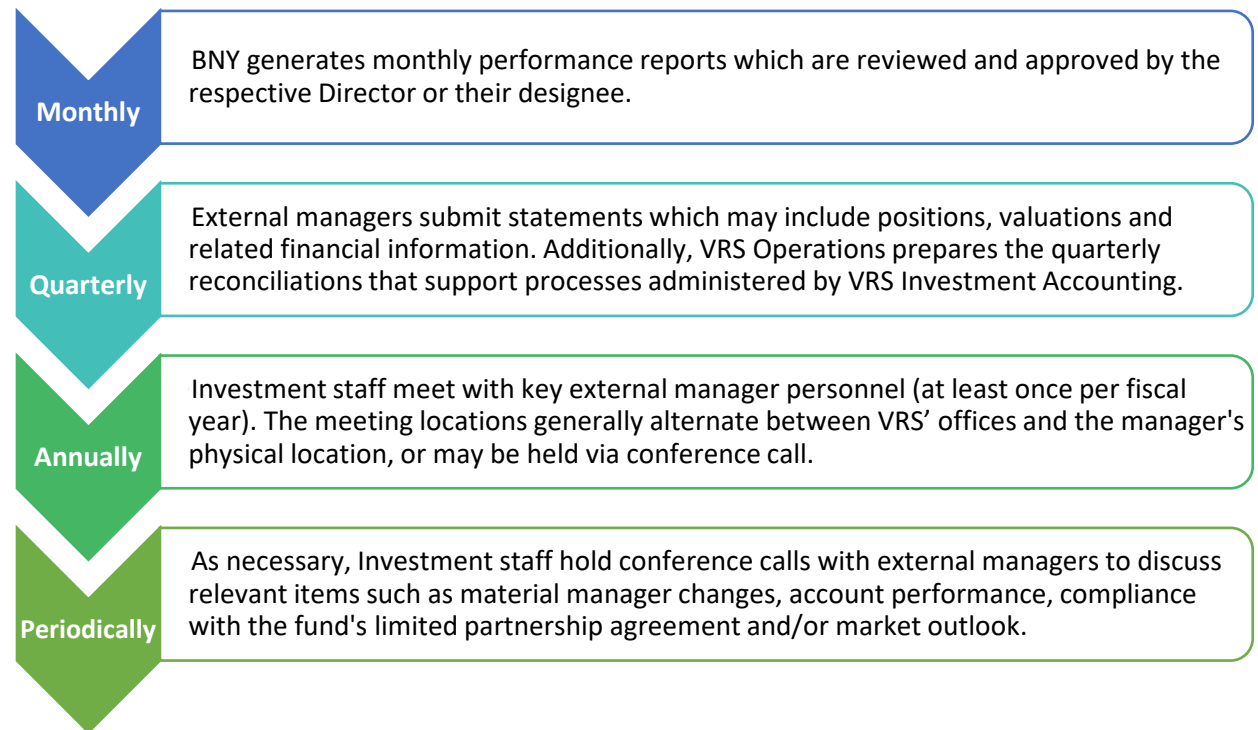 Monthly
BNY generates monthly performance reports which are reviewed and approved by the
respective Director or their designee.
Quarterly
External managers submit statements which may include positions, valuations and
related financial information. Additionally, VRS Operations prepares the quarterly
reconciliations that support processes administered by VRS Investment Accounting.
Annually
Investment staff meet with key external manager personnel (at least once per fiscal
year). The meeting locations generally alternate between VRS’ offices and the manager's
physical location, or may be held via conference call.
Periodically
As necessary, Investment staff hold conference calls with external managers to discuss
relevant items such as material manager changes, account performance, compliance
with the fund's limited partnership agreement and/or market outlook.